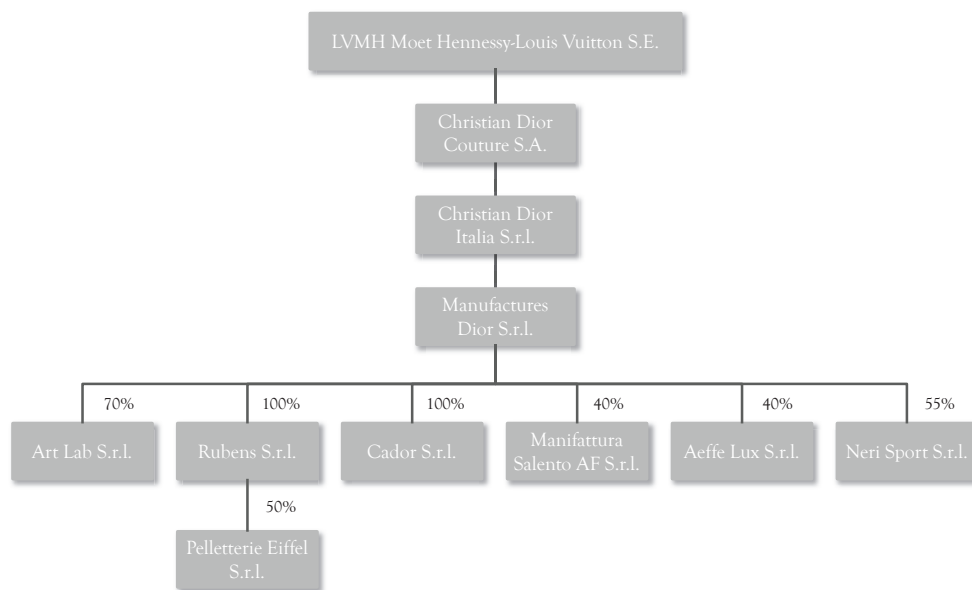 LVMH Moet Hennessy-Louis Vuitton S.E.
Christian Dior
Couture S.A.
Christian Dior
Italia S.r.l.
Manufactures
Dior S.r.l.
70%
100%
100%
40%
40%
55%
Art Lab S.r.l.
Rubens S.r.l.
Cador S.r.l.
Manifattura
Salento AF S.r.l.
Aeffe Lux S.r.l.
Neri Sport S.r.l.
50%
Pelletterie Eiffel
S.r.l.